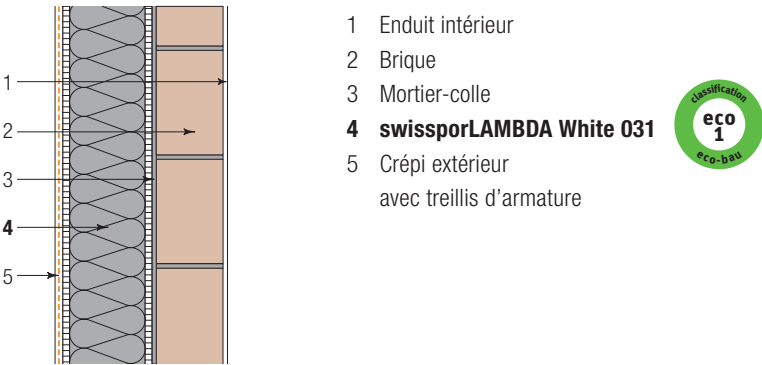 1 Enduit intérieur
2 Brique
3 Mortier-colle
4 swissporLAMBDA White 031
5 Crépi extérieur
avec treillis d’armature
classification
eco
1
eco-bau
1
2
3
4
5